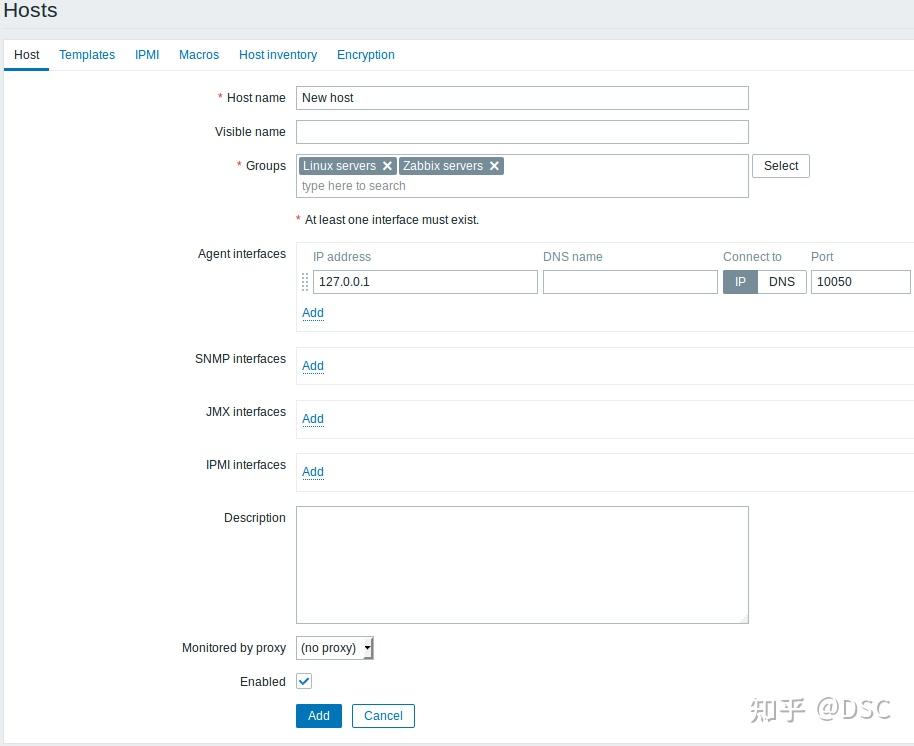 Hosts
Host Templates IPMI Macros Host inventory Encryption
* Host name New host
Visible name
* Groups Linux servers Zabbix servers Select
type here to search
* At least one interface must exist.
Agent interfaces IP address DNS name Connect to Port
127.0.0.1 IP DNS 10050
Add
SNMP interfaces Add
JMX interfaces Add
IPMI interfaces Add
Description
Monitored by proxy (no proxy)
Enabled
Add Cancel
知乎 @DSC